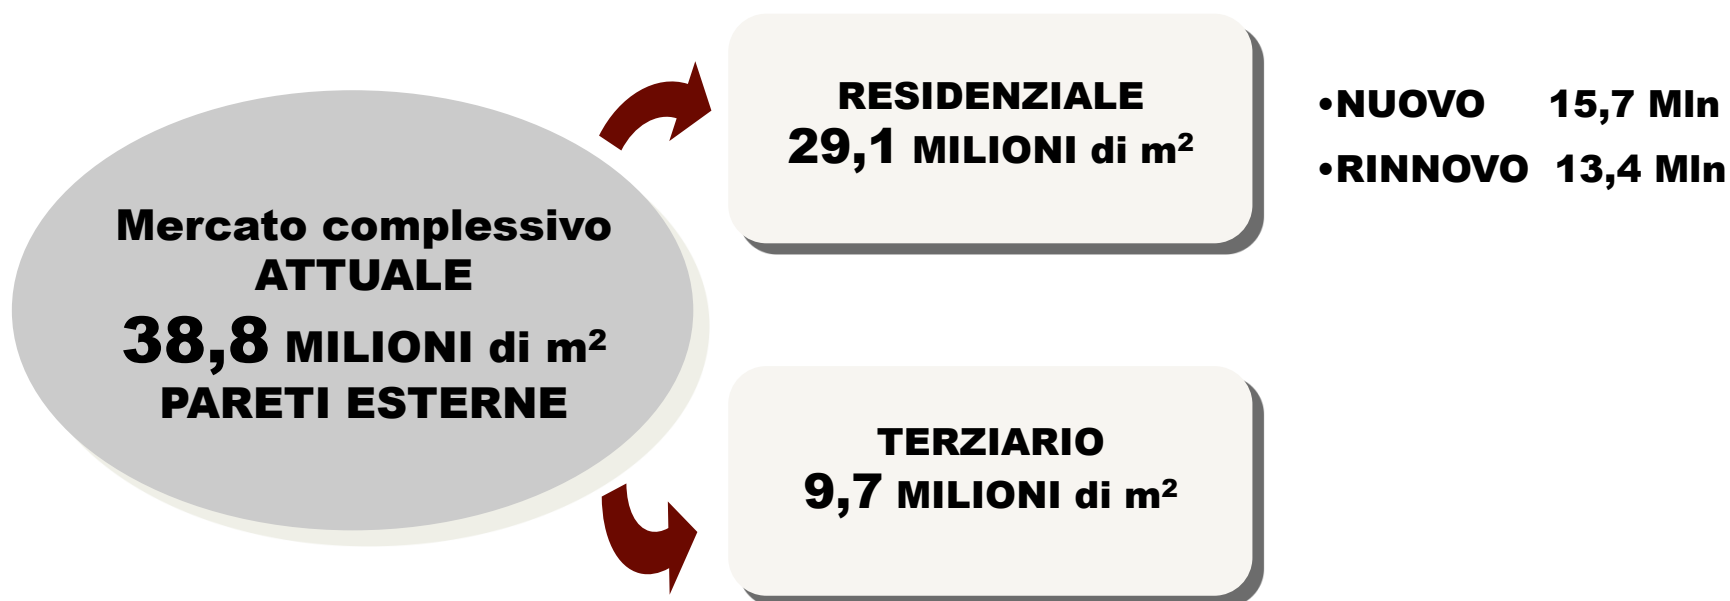 Mercato complessivo
ATTUALE
38,8 MILIONI di m²
PARETI ESTERNE
RESIDENZIALE
29,1 MILIONI di m²
•NUOVO 15,7 Mln
•RINNOVO 13,4 Mln
TERZIARIO
9,7 MILIONI di m²